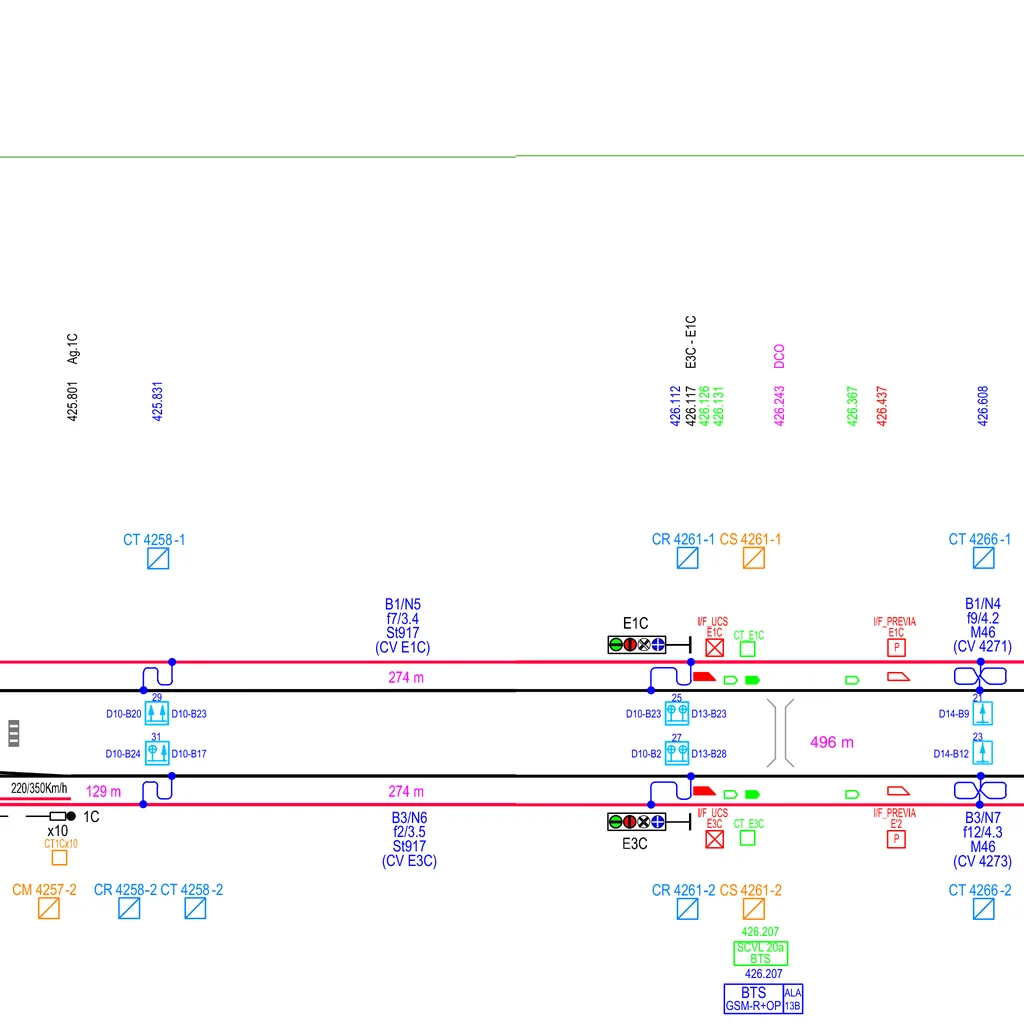 Ag.1C
E3C - E1C
DCO
425.801
425.831
426.112
426.117
426.126
426.131
426.243
426.367
426.437
426.608
CT 4258-1
CR 4261-1
CS 4261-1
CT 4266-1
B1/N5
f7/3.4
St917
(CV E1C)
E1C
I/F_UCS
E1C
CT_E1C
I/F_PREVIA
E1C
P
B1/N4
f9/4.2
M46
(CV 4271)
274 m
29
D10-B20
D10-B23
25
D10-B23
D13-B23
21
D14-B9
496 m
31
D10-B24
D10-B17
27
D10-B2
D13-B28
23
D14-B12
220/350Km/h
129 m
274 m
1C
x10
CT1Cx10
B3/N6
f2/3.5
St917
(CV E3C)
E3C
I/F_UCS
E3C
CT_E3C
I/F_PREVIA
E'2
P
B3/N7
f12/4.3
M46
(CV 4273)
CM 4257-2
CR 4258-2
CT 4258-2
CR 4261-2
CS 4261-2
CT 4266-2
426.207
SCVL 20a
BTS
426.207
BTS
GSM-R+OP
ALA
13B